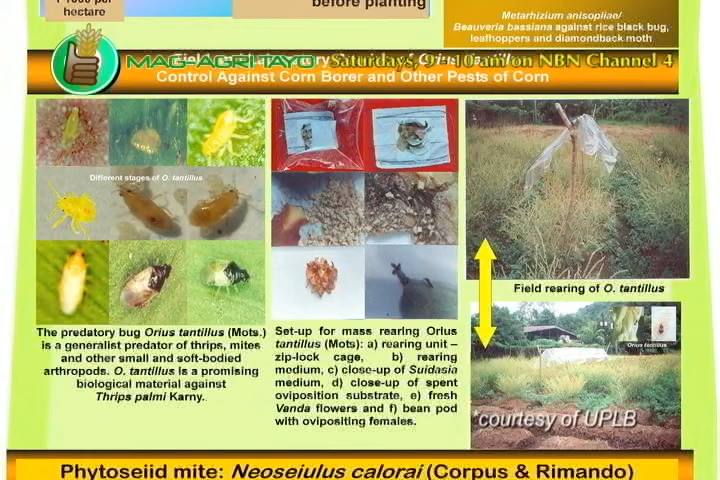 hectare
before planting
Metarhizium anisopliae/
Beauveria bassiana against rice black bug,
leafhoppers and diamondback moth
MAG-AGRI TAYO Saturdays, 9-10 am on NBN Channel 4
Control Against Corn Borer and Other Pests of Corn
Different stages of O. tantillus
Field rearing of O. tantillus
Orius tantillus
The predatory bug Orius tantillus (Mots.)
is a generalist predator of thrips, mites
and other small and soft-bodied
arthropods. O. tantillus is a promising
biological material against
Thrips palmi Karny.
Set-up for mass rearing Orius
tantillus (Mots): a) rearing unit –
zip-lock cage, b) rearing
medium, c) close-up of Suidasia
medium, d) close-up of spent
oviposition substrate, e) fresh
Vanda flowers and f) bean pod
with ovipositing females.
*courtesy of UPLB
Phytoseiid mite: Neoseiulus calorai (Corpus & Rimando)